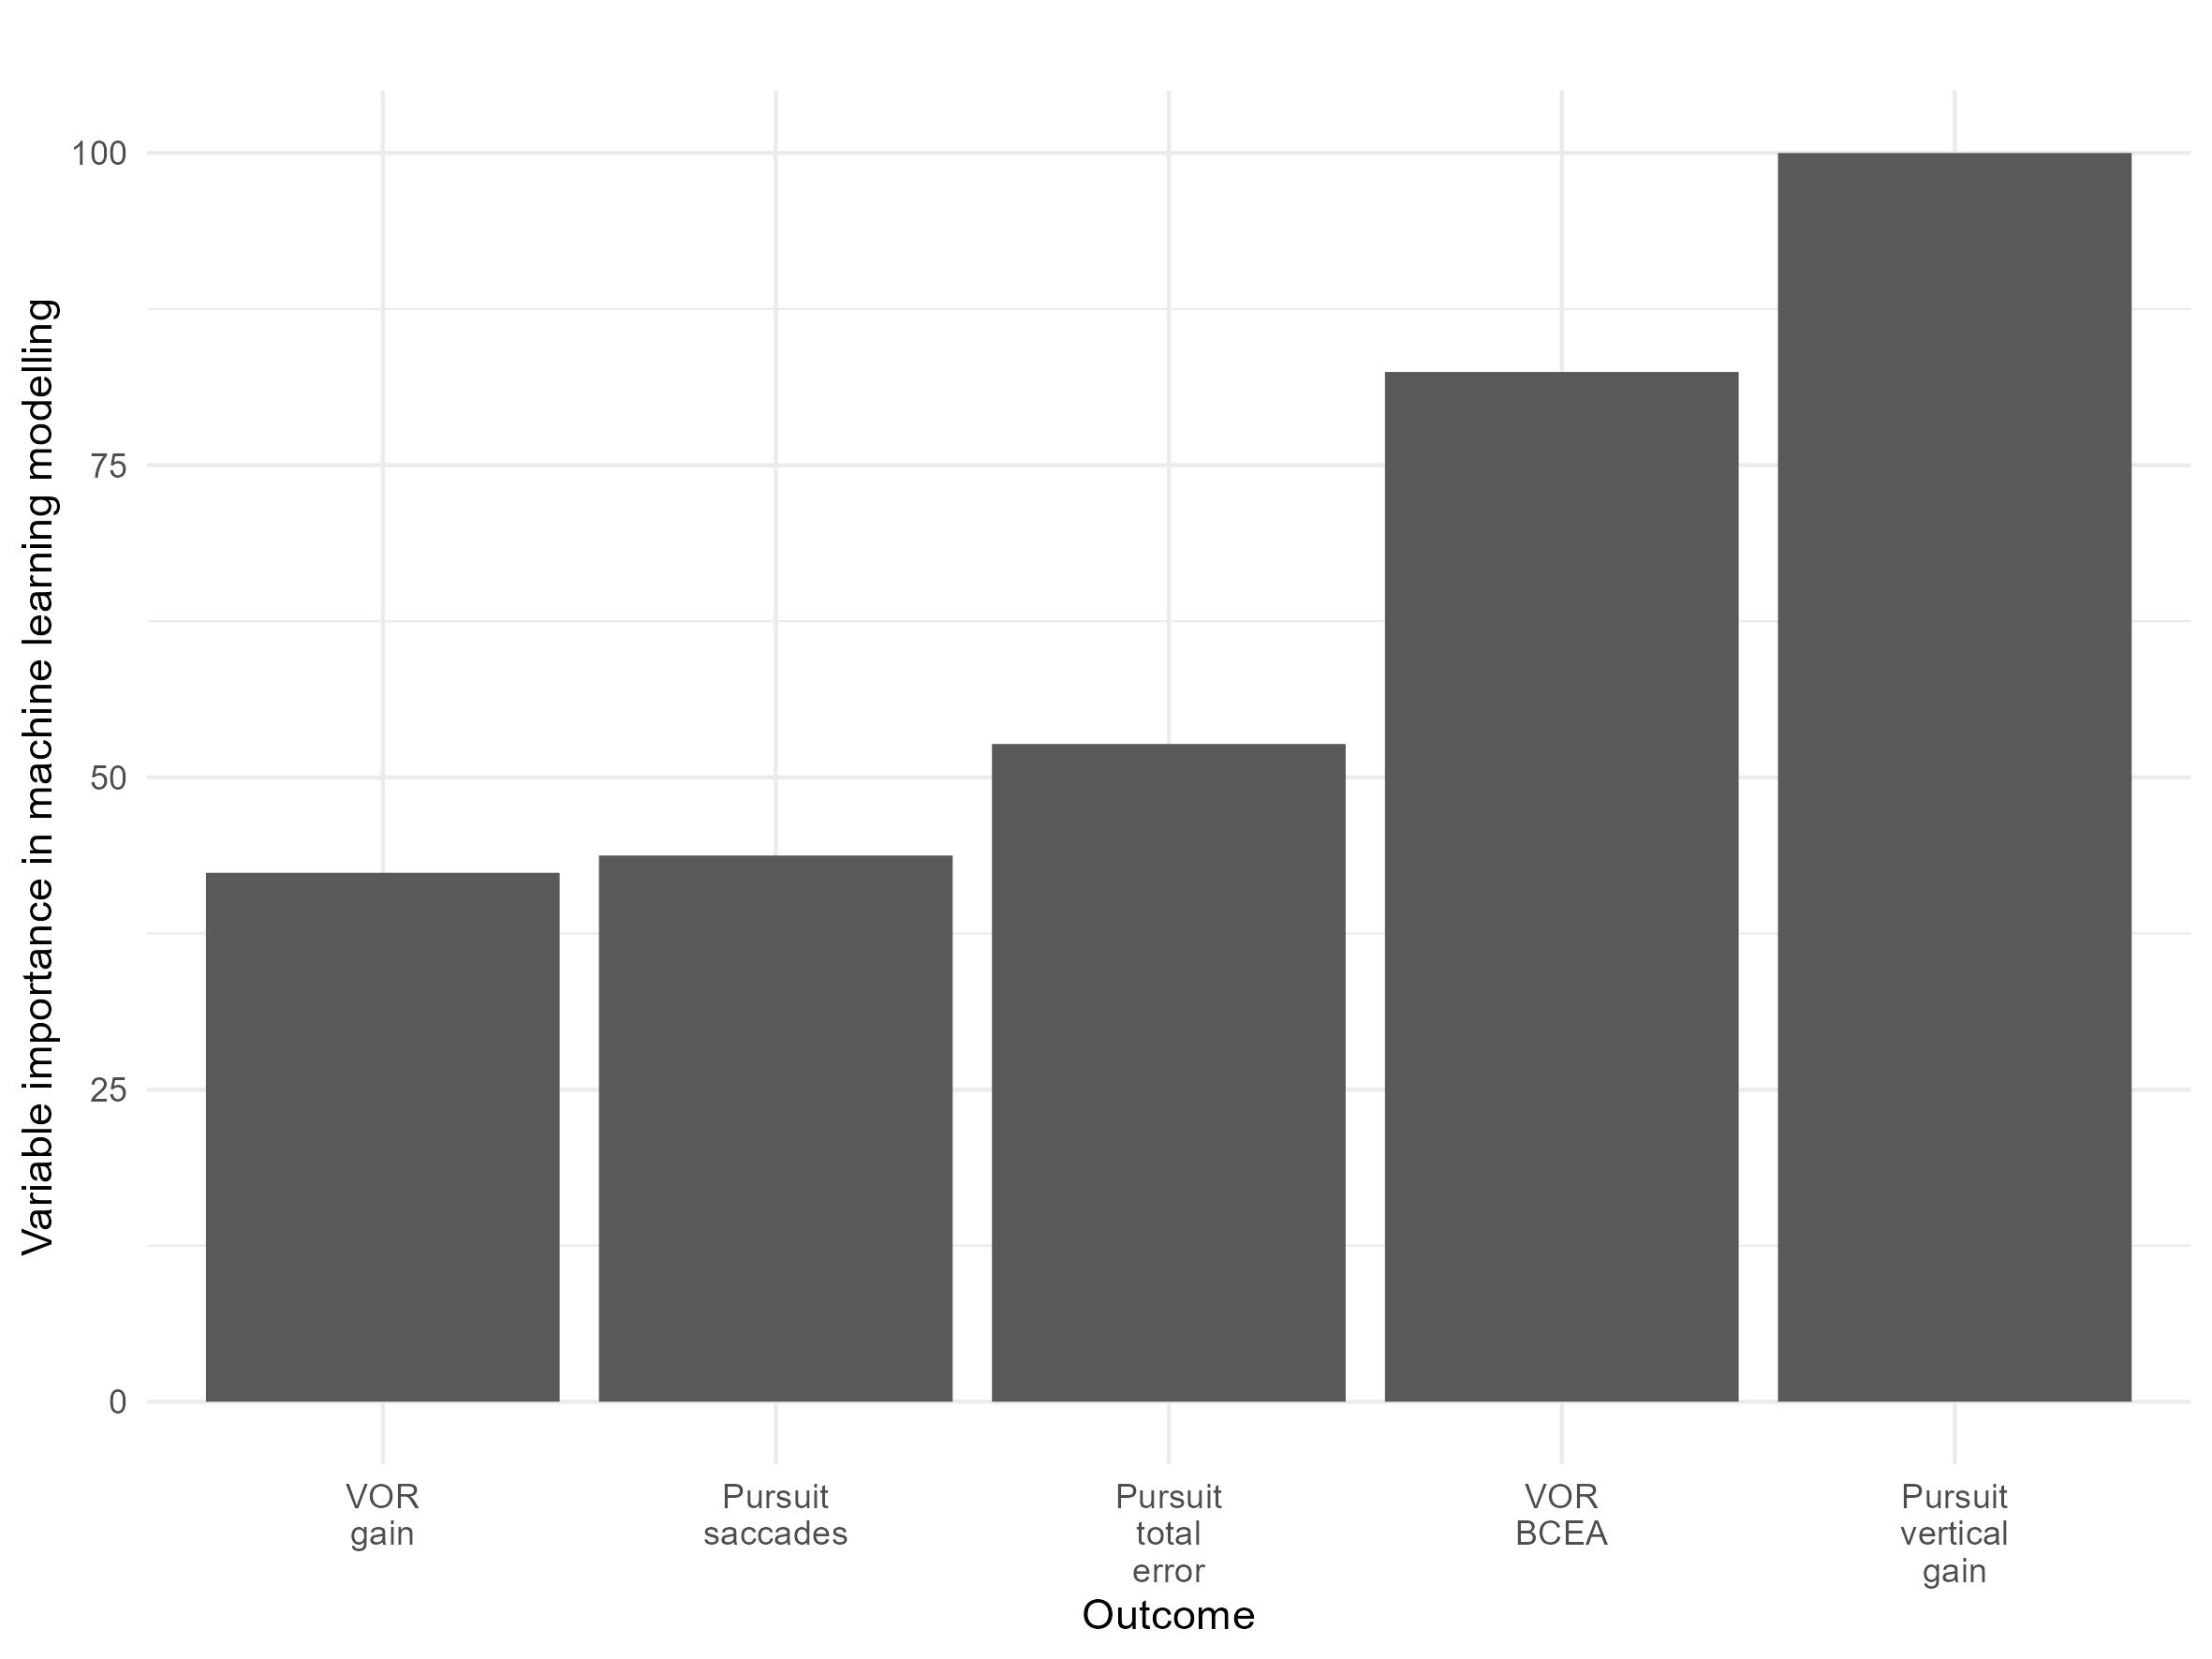 Variable importance in machine learning modelling
100
75
50
25
0
VOR
gain
Pursuit
saccades
Pursuit
total
error
VOR
BCEA
Pursuit
vertical
gain
Outcome